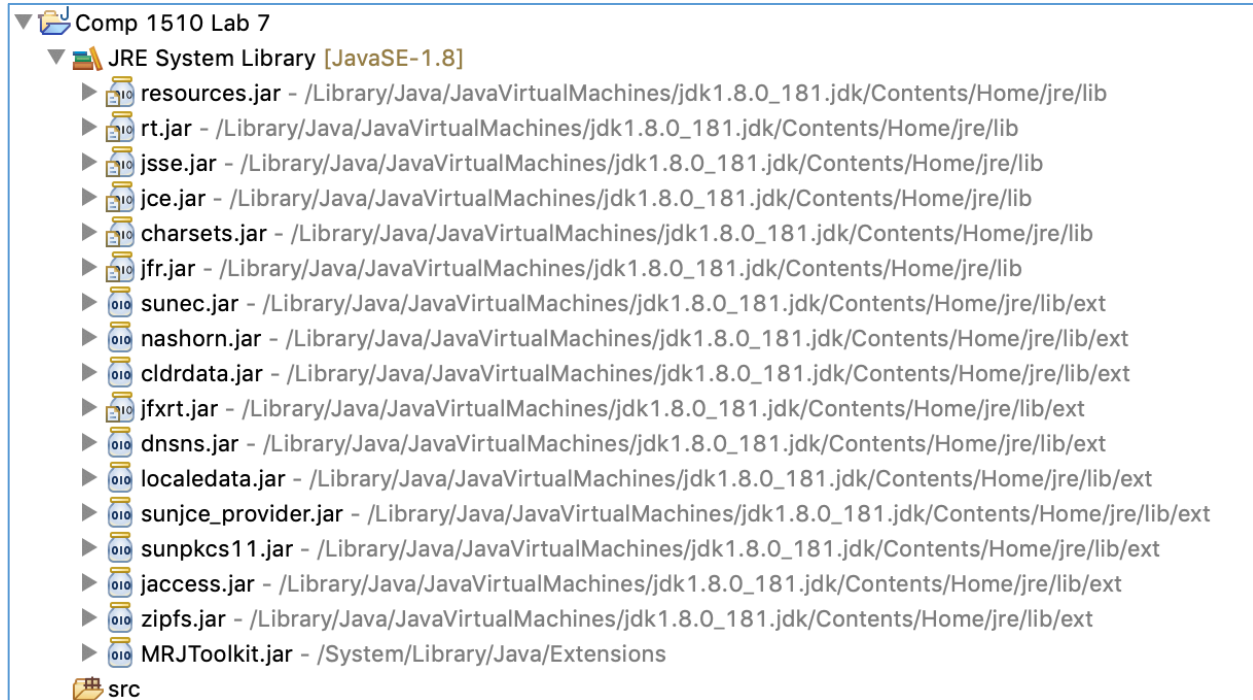 Comp 1510 Lab 7
JRE System Library [JavaSE-1.8]
resources.jar - /Library/Java/JavaVirtualMachines/jdk1.8.0_181.jdk/Contents/Home/jre/lib
rt.jar - /Library/Java/JavaVirtualMachines/jdk1.8.0_181.jdk/Contents/Home/jre/lib
jsse.jar - /Library/Java/JavaVirtualMachines/jdk1.8.0_181.jdk/Contents/Home/jre/lib
jce.jar - /Library/Java/JavaVirtualMachines/jdk1.8.0_181.jdk/Contents/Home/jre/lib
charsets.jar - /Library/Java/JavaVirtualMachines/jdk1.8.0_181.jdk/Contents/Home/jre/lib
jfr.jar - /Library/Java/JavaVirtualMachines/jdk1.8.0_181.jdk/Contents/Home/jre/lib
sunec.jar - /Library/Java/JavaVirtualMachines/jdk1.8.0_181.jdk/Contents/Home/jre/lib/ext
nashorn.jar - /Library/Java/JavaVirtualMachines/jdk1.8.0_181.jdk/Contents/Home/jre/lib/ext
cldrdata.jar - /Library/Java/JavaVirtualMachines/jdk1.8.0_181.jdk/Contents/Home/jre/lib/ext
jfxrt.jar - /Library/Java/JavaVirtualMachines/jdk1.8.0_181.jdk/Contents/Home/jre/lib/ext
dnsns.jar - /Library/Java/JavaVirtualMachines/jdk1.8.0_181.jdk/Contents/Home/jre/lib/ext
localedata.jar - /Library/Java/JavaVirtualMachines/jdk1.8.0_181.jdk/Contents/Home/jre/lib/ext
sunjce_provider.jar - /Library/Java/JavaVirtualMachines/jdk1.8.0_181.jdk/Contents/Home/jre/lib/ext
sunpkcs11.jar - /Library/Java/JavaVirtualMachines/jdk1.8.0_181.jdk/Contents/Home/jre/lib/ext
jaccess.jar - /Library/Java/JavaVirtualMachines/jdk1.8.0_181.jdk/Contents/Home/jre/lib/ext
zipfs.jar - /Library/Java/JavaVirtualMachines/jdk1.8.0_181.jdk/Contents/Home/jre/lib/ext
MRJToolkit.jar - /System/Library/Java/Extensions
src